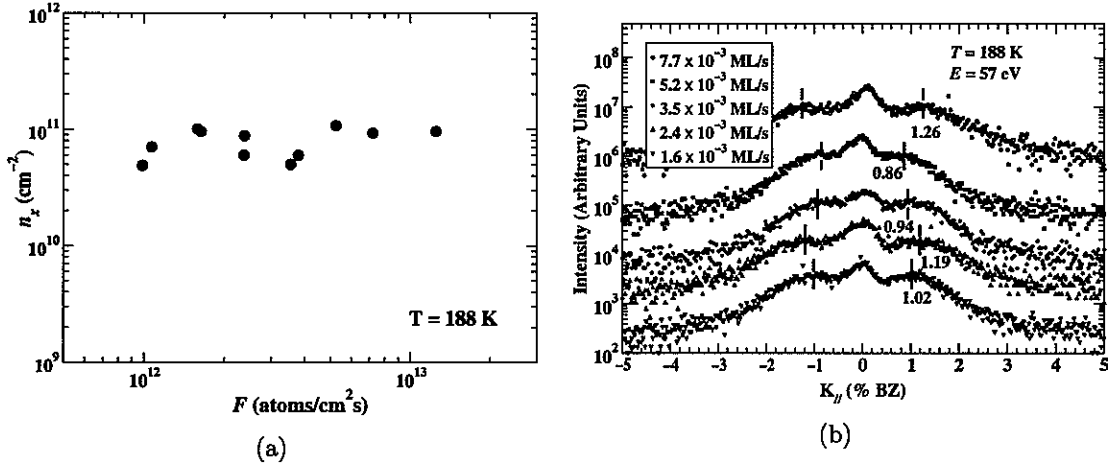 (a)
10^12
10^11
10^10
10^9
n_x (cm^-2)
T = 188 K
10^12
10^13
F (atoms/cm^2s)
(b)
10^8
10^7
10^6
10^5
10^4
10^3
10^2
Intensity (Arbitrary Units)
7.7 x 10^-3 ML/s
5.2 x 10^-3 ML/s
3.5 x 10^-3 ML/s
2.4 x 10^-3 ML/s
1.6 x 10^-3 ML/s
T = 188 K
E = 57 eV
1.26
0.86
0.94
1.19
1.02
-5 -4 -3 -2 -1 0 1 2 3 4 5
K_// (% BZ)
(a)
(b)